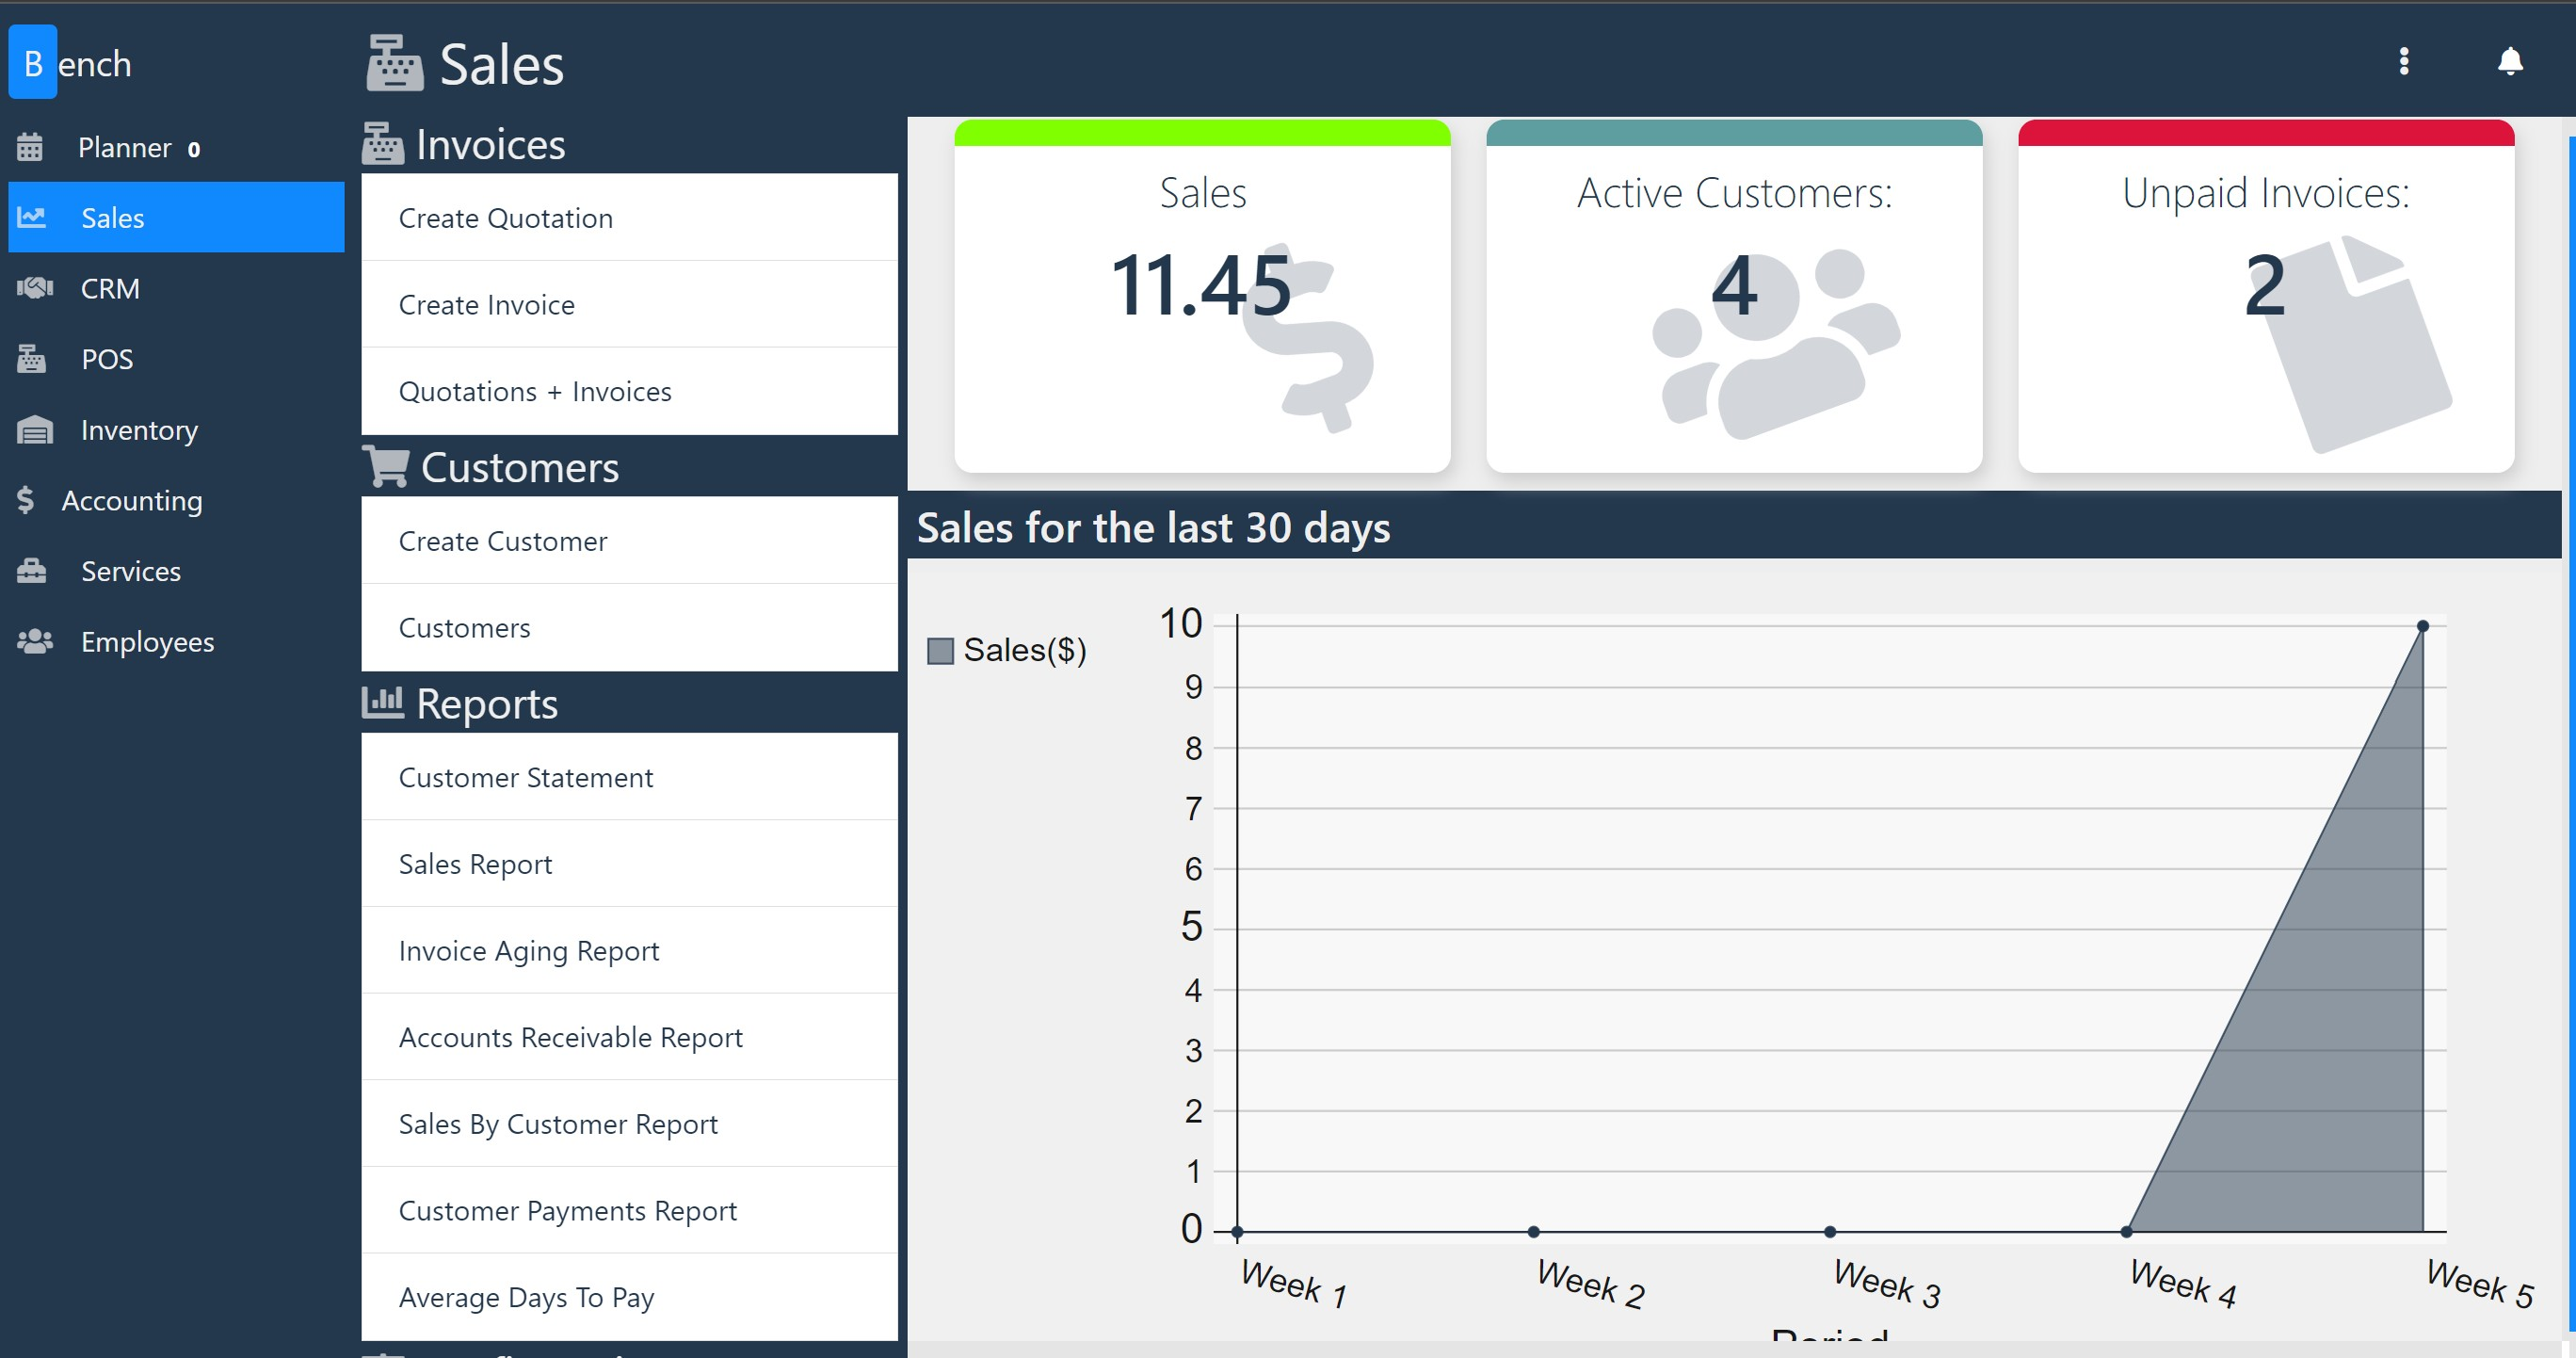 Bench
Sales
Planner 0
Sales
CRM
POS
Inventory
Accounting
Services
Employees
Invoices
Create Quotation
Create Invoice
Quotations + Invoices
Customers
Create Customer
Customers
Reports
Customer Statement
Sales Report
Invoice Aging Report
Accounts Receivable Report
Sales By Customer Report
Customer Payments Report
Average Days To Pay
Sales
11.45
Active Customers:
4
Unpaid Invoices:
2
Sales for the last 30 days
Sales($)
10
9
8
7
6
5
4
3
2
1
0
Week 1
Week 2
Week 3
Week 4
Week 5
Period